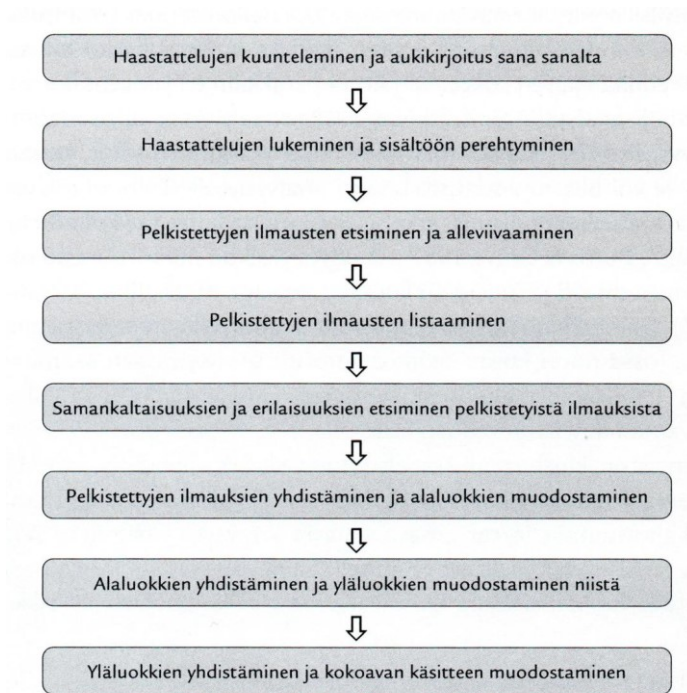 Haastattelujen kuunteleminen ja aukikirjoitus sana sanalta
Haastattelujen lukeminen ja sisältöön perehtyminen
Pelkistettyjen ilmausten etsiminen ja alleviivaaminen
Pelkistettyjen ilmausten listaaminen
Samankaltaisuuksien ja erilaisuuksien etsiminen pelkistetyistä ilmauksista
Pelkistettyjen ilmauksien yhdistäminen ja alaluokkien muodostaminen
Alaluokkien yhdistäminen ja yläluokkien muodostaminen niistä
Yläluokkien yhdistäminen ja kokoavan käsitteen muodostaminen